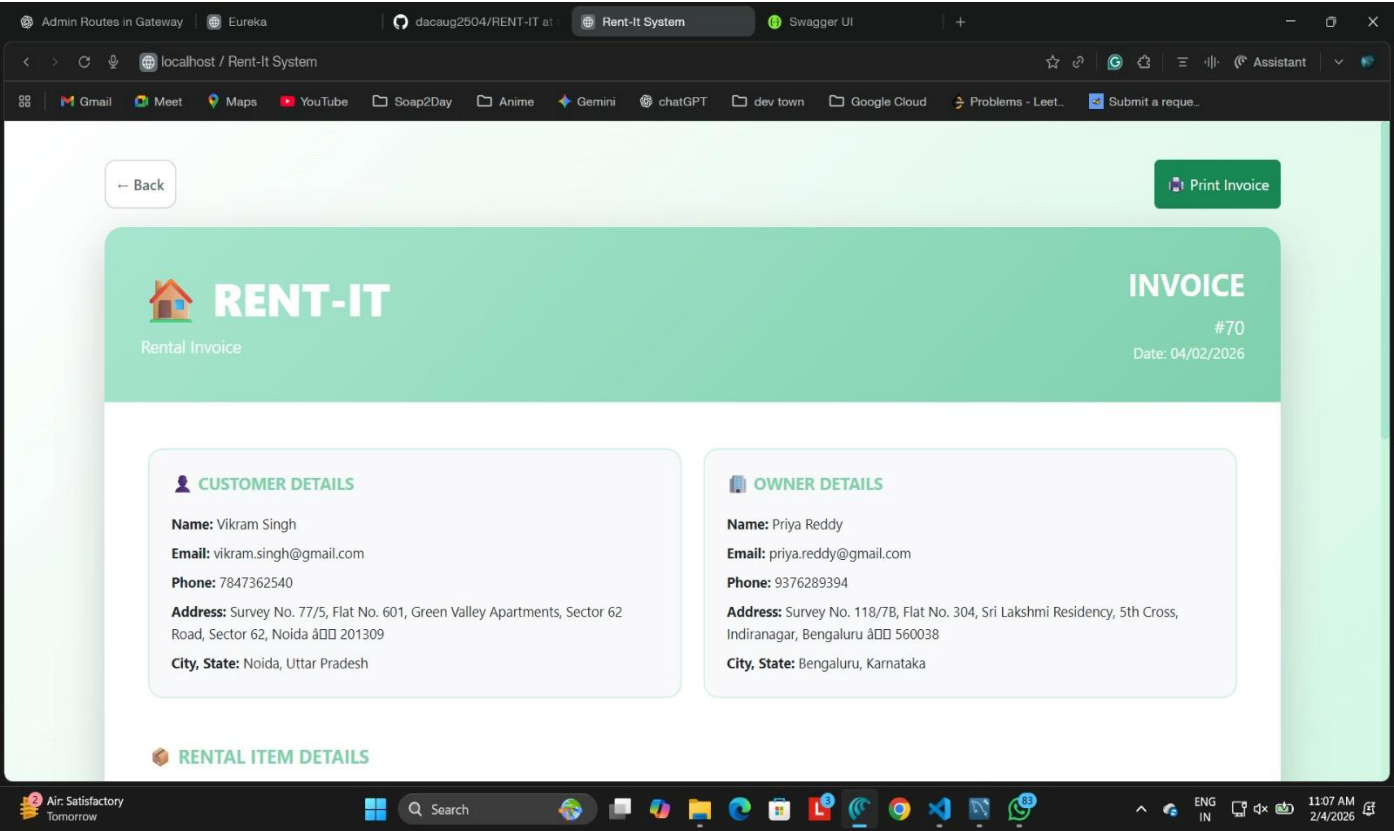 Admin Routes in Gateway
Eureka
dacaug2504/RENT-IT at
Rent-It System
Swagger UI
localhost / Rent-It System
Assistant
Gmail
Meet
Maps
YouTube
Soap2Day
Anime
Gemini
chatGPT
dev town
Google Cloud
Problems - Leet...
Submit a reque...
← Back
Print Invoice
RENT-IT
Rental Invoice
INVOICE
#70
Date: 04/02/2026
CUSTOMER DETAILS
Name: Vikram Singh
Email: vikram.singh@gmail.com
Phone: 7847362540
Address: Survey No. 77/5, Flat No. 601, Green Valley Apartments, Sector 62
Road, Sector 62, Noida â 201309
City, State: Noida, Uttar Pradesh
OWNER DETAILS
Name: Priya Reddy
Email: priya.reddy@gmail.com
Phone: 9376289394
Address: Survey No. 118/7B, Flat No. 304, Sri Lakshmi Residency, 5th Cross,
Indiranagar, Bengaluru â 560038
City, State: Bengaluru, Karnataka
RENTAL ITEM DETAILS
2
Air: Satisfactory
Tomorrow
Search
3
83
ENG
IN
11:07 AM
2/4/2026